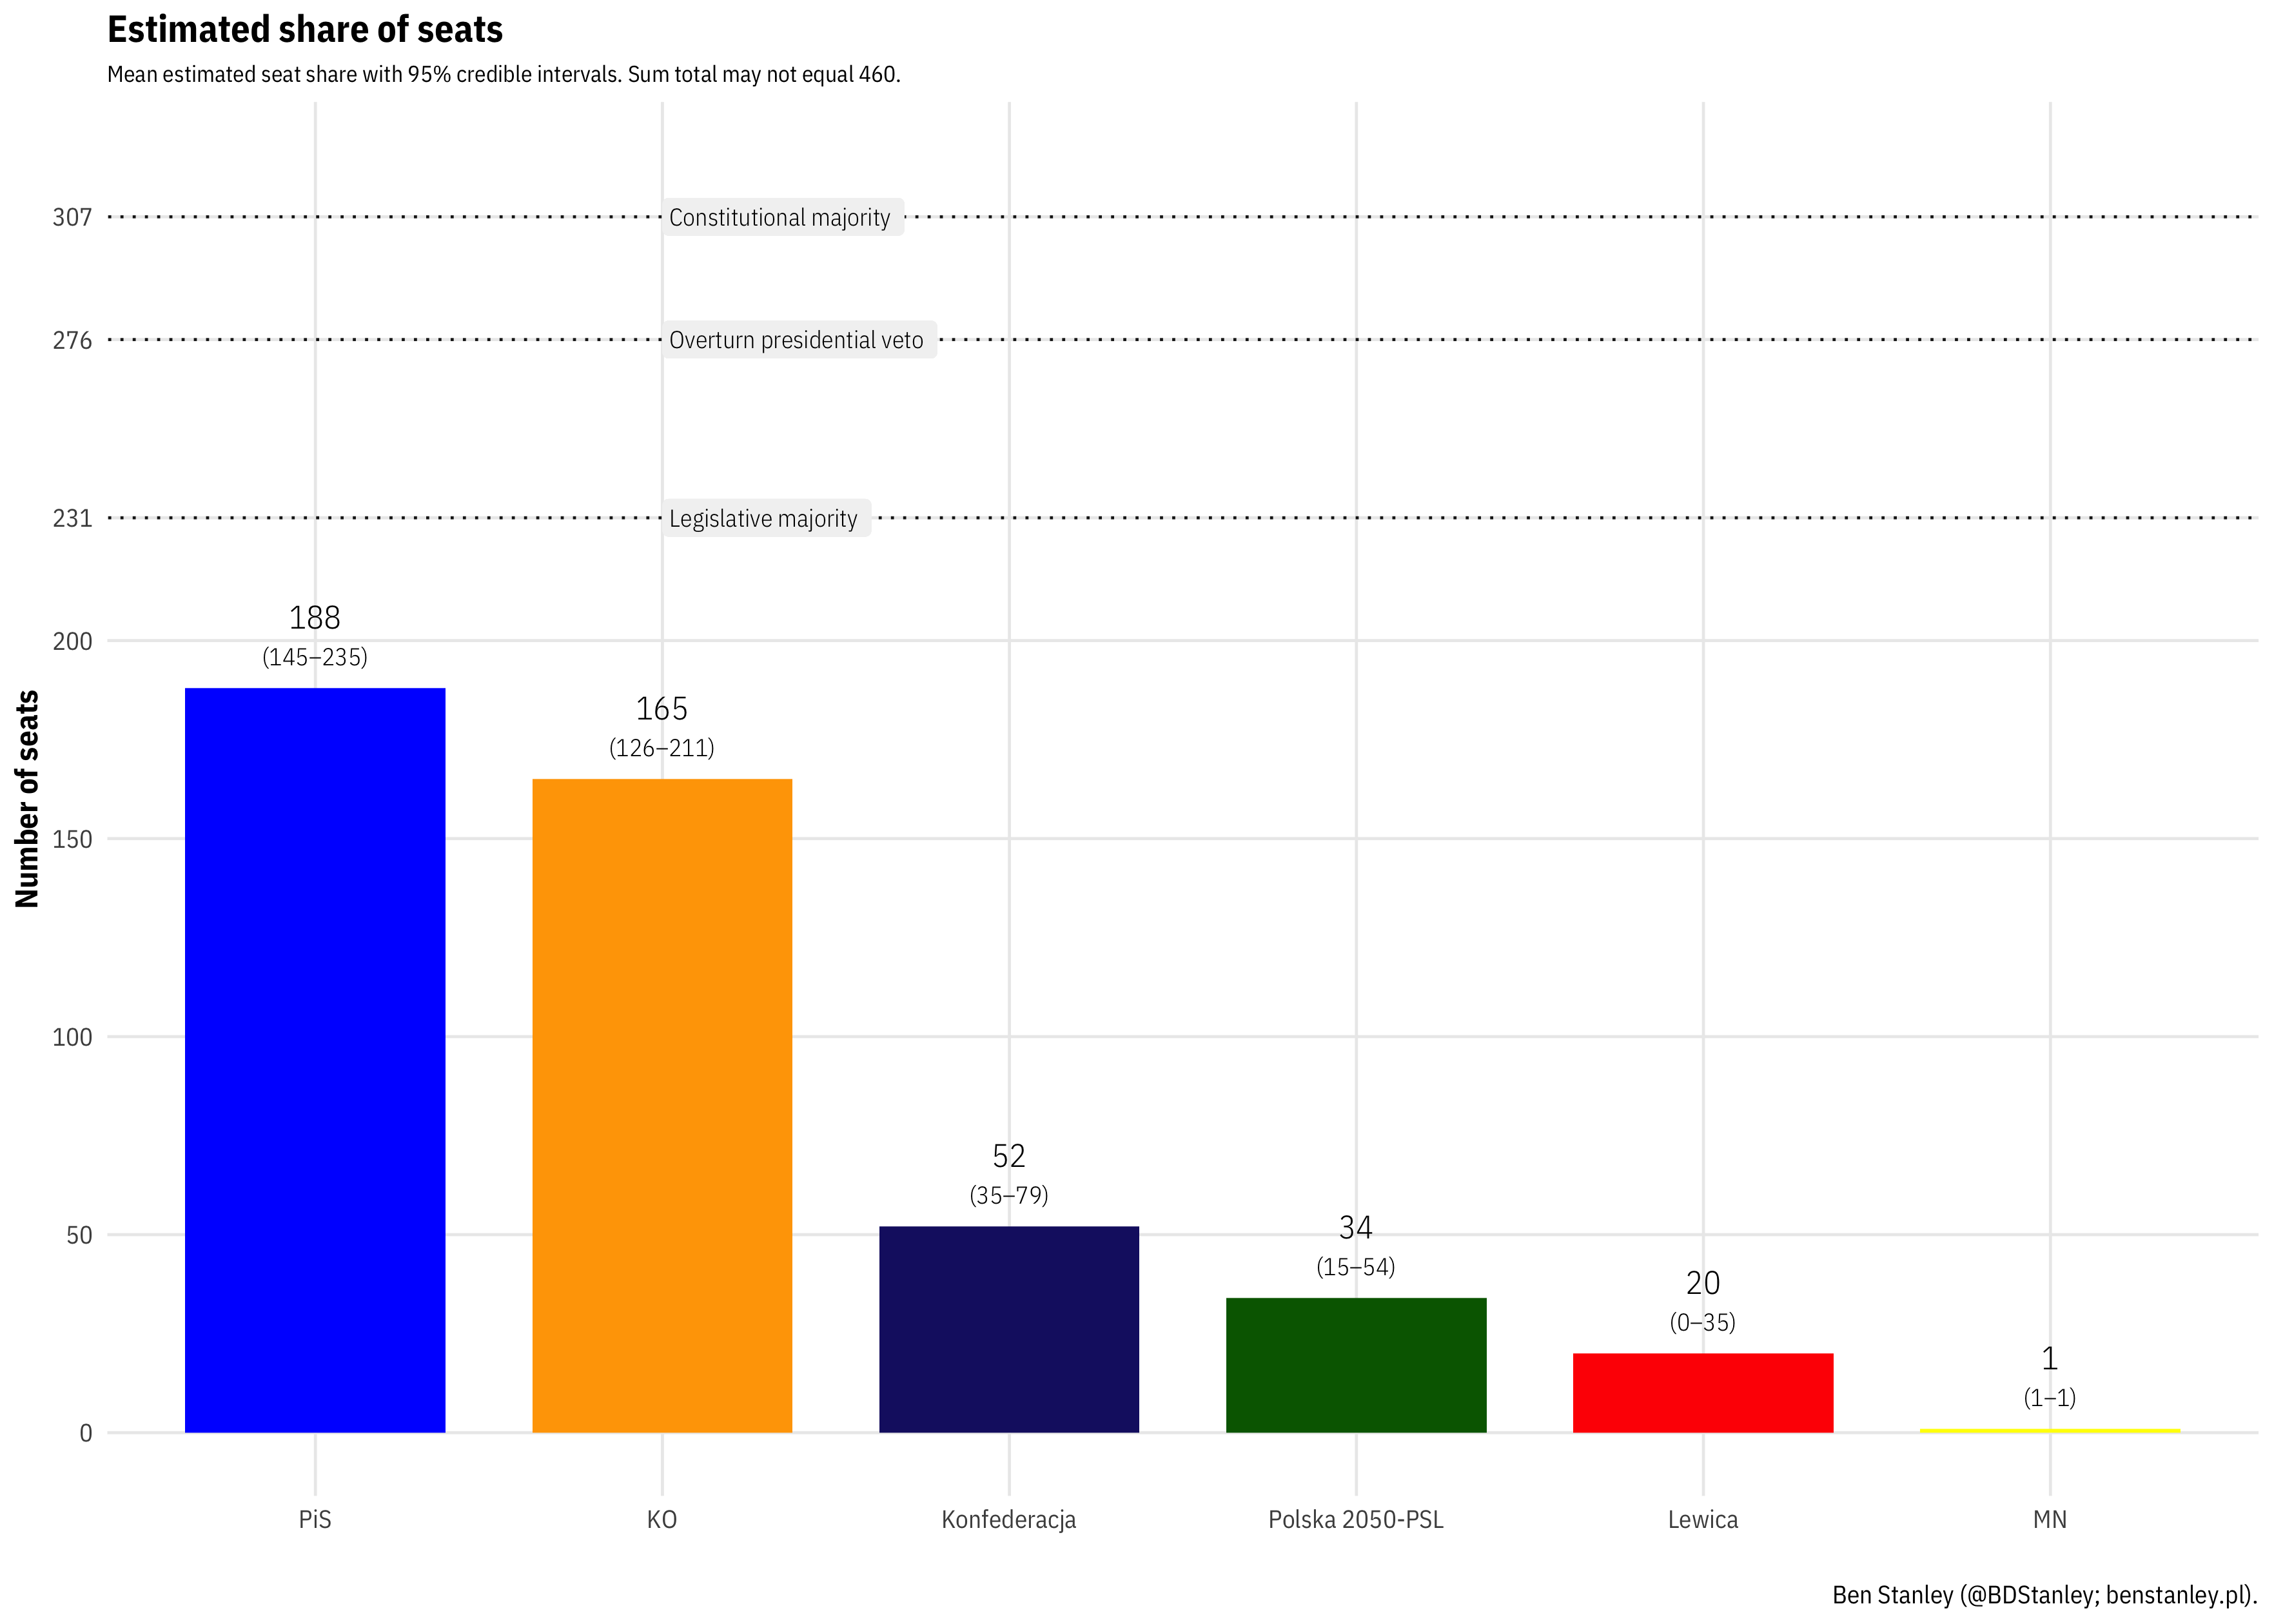 Estimated share of seats
Mean estimated seat share with 95% credible intervals. Sum total may not equal 460.
Number of seats
307
Constitutional majority
276
Overturn presidential veto
231
Legislative majority
200
150
100
50
0
188
(145–235)
165
(126–211)
52
(35–79)
34
(15–54)
20
(0–35)
1
(1–1)
PiS
KO
Konfederacja
Polska 2050-PSL
Lewica
MN
Ben Stanley (@BDStanley; benstanley.pl).